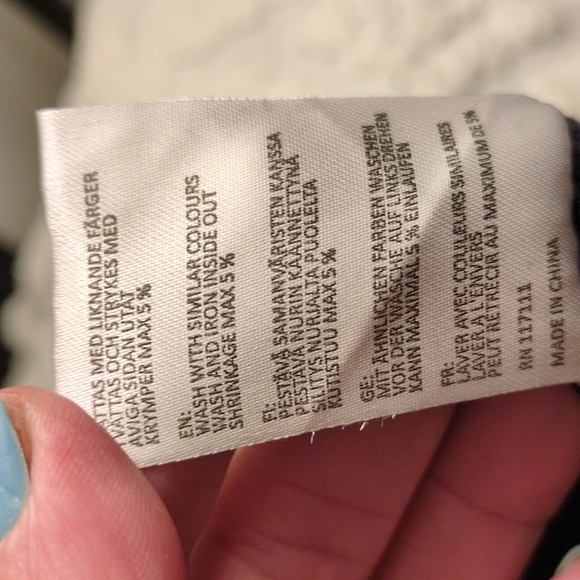 TVÄTTAS MED LIKNANDE FÄRGER
TVÄTTAS OCH STRYKES MED
AVIGA SIDAN UTÅT
KRYMPER MAX 5 %
EN:
WASH WITH SIMILAR COLOURS
WASH AND IRON INSIDE OUT
SHRINKAGE MAX 5 %
FI:
PESTÄVÄ SAMANVÄRISTEN KANSSA
PESTÄVÄ NURIN KÄÄNNETTYNÄ
SILITYS NURJALTA PUOLELTA
KUTISTUU MAX 5 %
GE:
MIT ÄHNLICHEN FARBEN WASCHEN
VOR DER WÄSCHE AUF LINKS DREHEN
KANN MAXIMAL 5 % EINLAUFEN
FR:
LAVER AVEC COULEURS SIMILAIRES
LAVER A L'ENVERS
PEUT RETRECIR AU MAXIMUM DE 5%
RN 117111
MADE IN CHINA